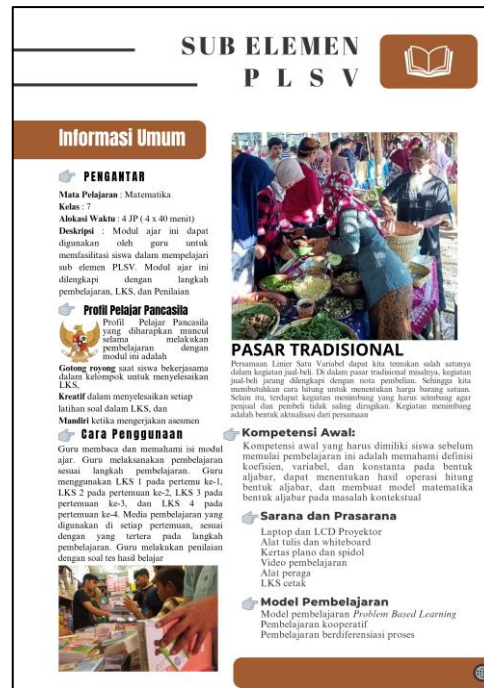 SUB ELEMEN
P L S V
Informasi Umum
PENGANTAR
Mata Pelajaran : Matematika
Kelas : 7
Alokasi Waktu : 4 JP ( 4 x 40 menit)
Deskripsi : Modul ajar ini dapat
digunakan oleh guru untuk
memfasilitasi siswa dalam mempelajari
sub elemen PLSV. Modul ajar ini
dilengkapi dengan langkah
pembelajaran, LKS, dan Penilaian
Profil Pelajar Pancasila
Profil Pelajar Pancasila
yang diharapkan muncul
selama melakukan
pembelajaran dengan
modul ini adalah
Gotong royong saat siswa bekerjasama
dalam kelompok untuk menyelesaikan
LKS,
Kreatif dalam menyelesaikan setiap
latihan soal dalam LKS, dan
Mandiri ketika mengerjakan asesmen
Cara Penggunaan
Guru membaca dan memahami isi modul
ajar. Guru melaksanakan pembelajaran
sesuai langkah pembelajaran. Guru
menggunakan LKS 1 pada pertemu ke-1,
LKS 2 pada pertemuan ke-2, LKS 3 pada
pertemuan ke-3, dan LKS 4 pada
pertemuan ke-4. Media pembelajaran yang
digunakan di setiap pertemuan, sesuai
dengan yang tertera pada langkah
pembelajaran. Guru melakukan penilaian
dengan soal tes hasil belajar
PASAR TRADISIONAL
Persamaan Linier Satu Variabel dapat kita temukan salah satunya
dalam kegiatan jual-beli. Di dalam pasar tradisional misalnya, kegiatan
jual-beli jarang dilengkapi dengan nota pembelian. Sehingga kita
membutuhkan cara hitung untuk menentukan harga barang satuan.
Selain itu, terdapat kegiatan menimbang yang harus seimbang agar
penjual dan pembeli tidak saling dirugikan. Kegiatan menimbang
adalah bentuk aktualisasi dari persamaan
Kompetensi Awal:
Kompetensi awal yang harus dimiliki siswa sebelum
memulai pembelajaran ini adalah memahami definisi
koefisien, variabel, dan konstanta pada bentuk
aljabar, dapat menentukan hasil operasi hitung
bentuk aljabar, dan membuat model matematika
bentuk aljabar pada masalah kontekstual
Sarana dan Prasarana
Laptop dan LCD Proyektor
Alat tulis dan whiteboard
Kertas plano dan spidol
Video pembelajaran
Alat peraga
LKS cetak
Model Pembelajaran
Model pembelajaran Problem Based Learning
Pembelajaran kooperatif
Pembelajaran berdiferensiasi proses